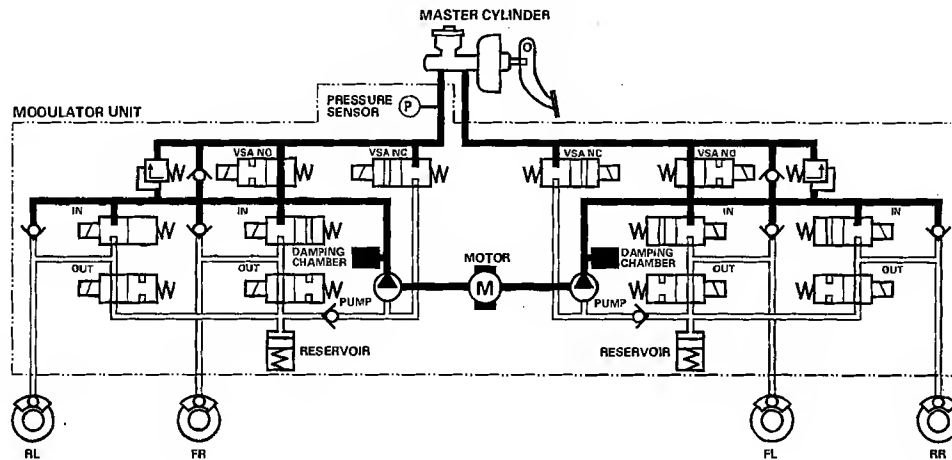 MASTER CYLINDER
PRESSURE
SENSOR
P
MODULATOR UNIT
VSA NO
VSA NC
VSA NC
VSA NO
IN
IN
IN
IN
DAMPING
CHAMBER
MOTOR
M
DAMPING
CHAMBER
OUT
OUT
OUT
OUT
PUMP
PUMP
RESERVOIR
RESERVOIR
RL
FR
FL
RR